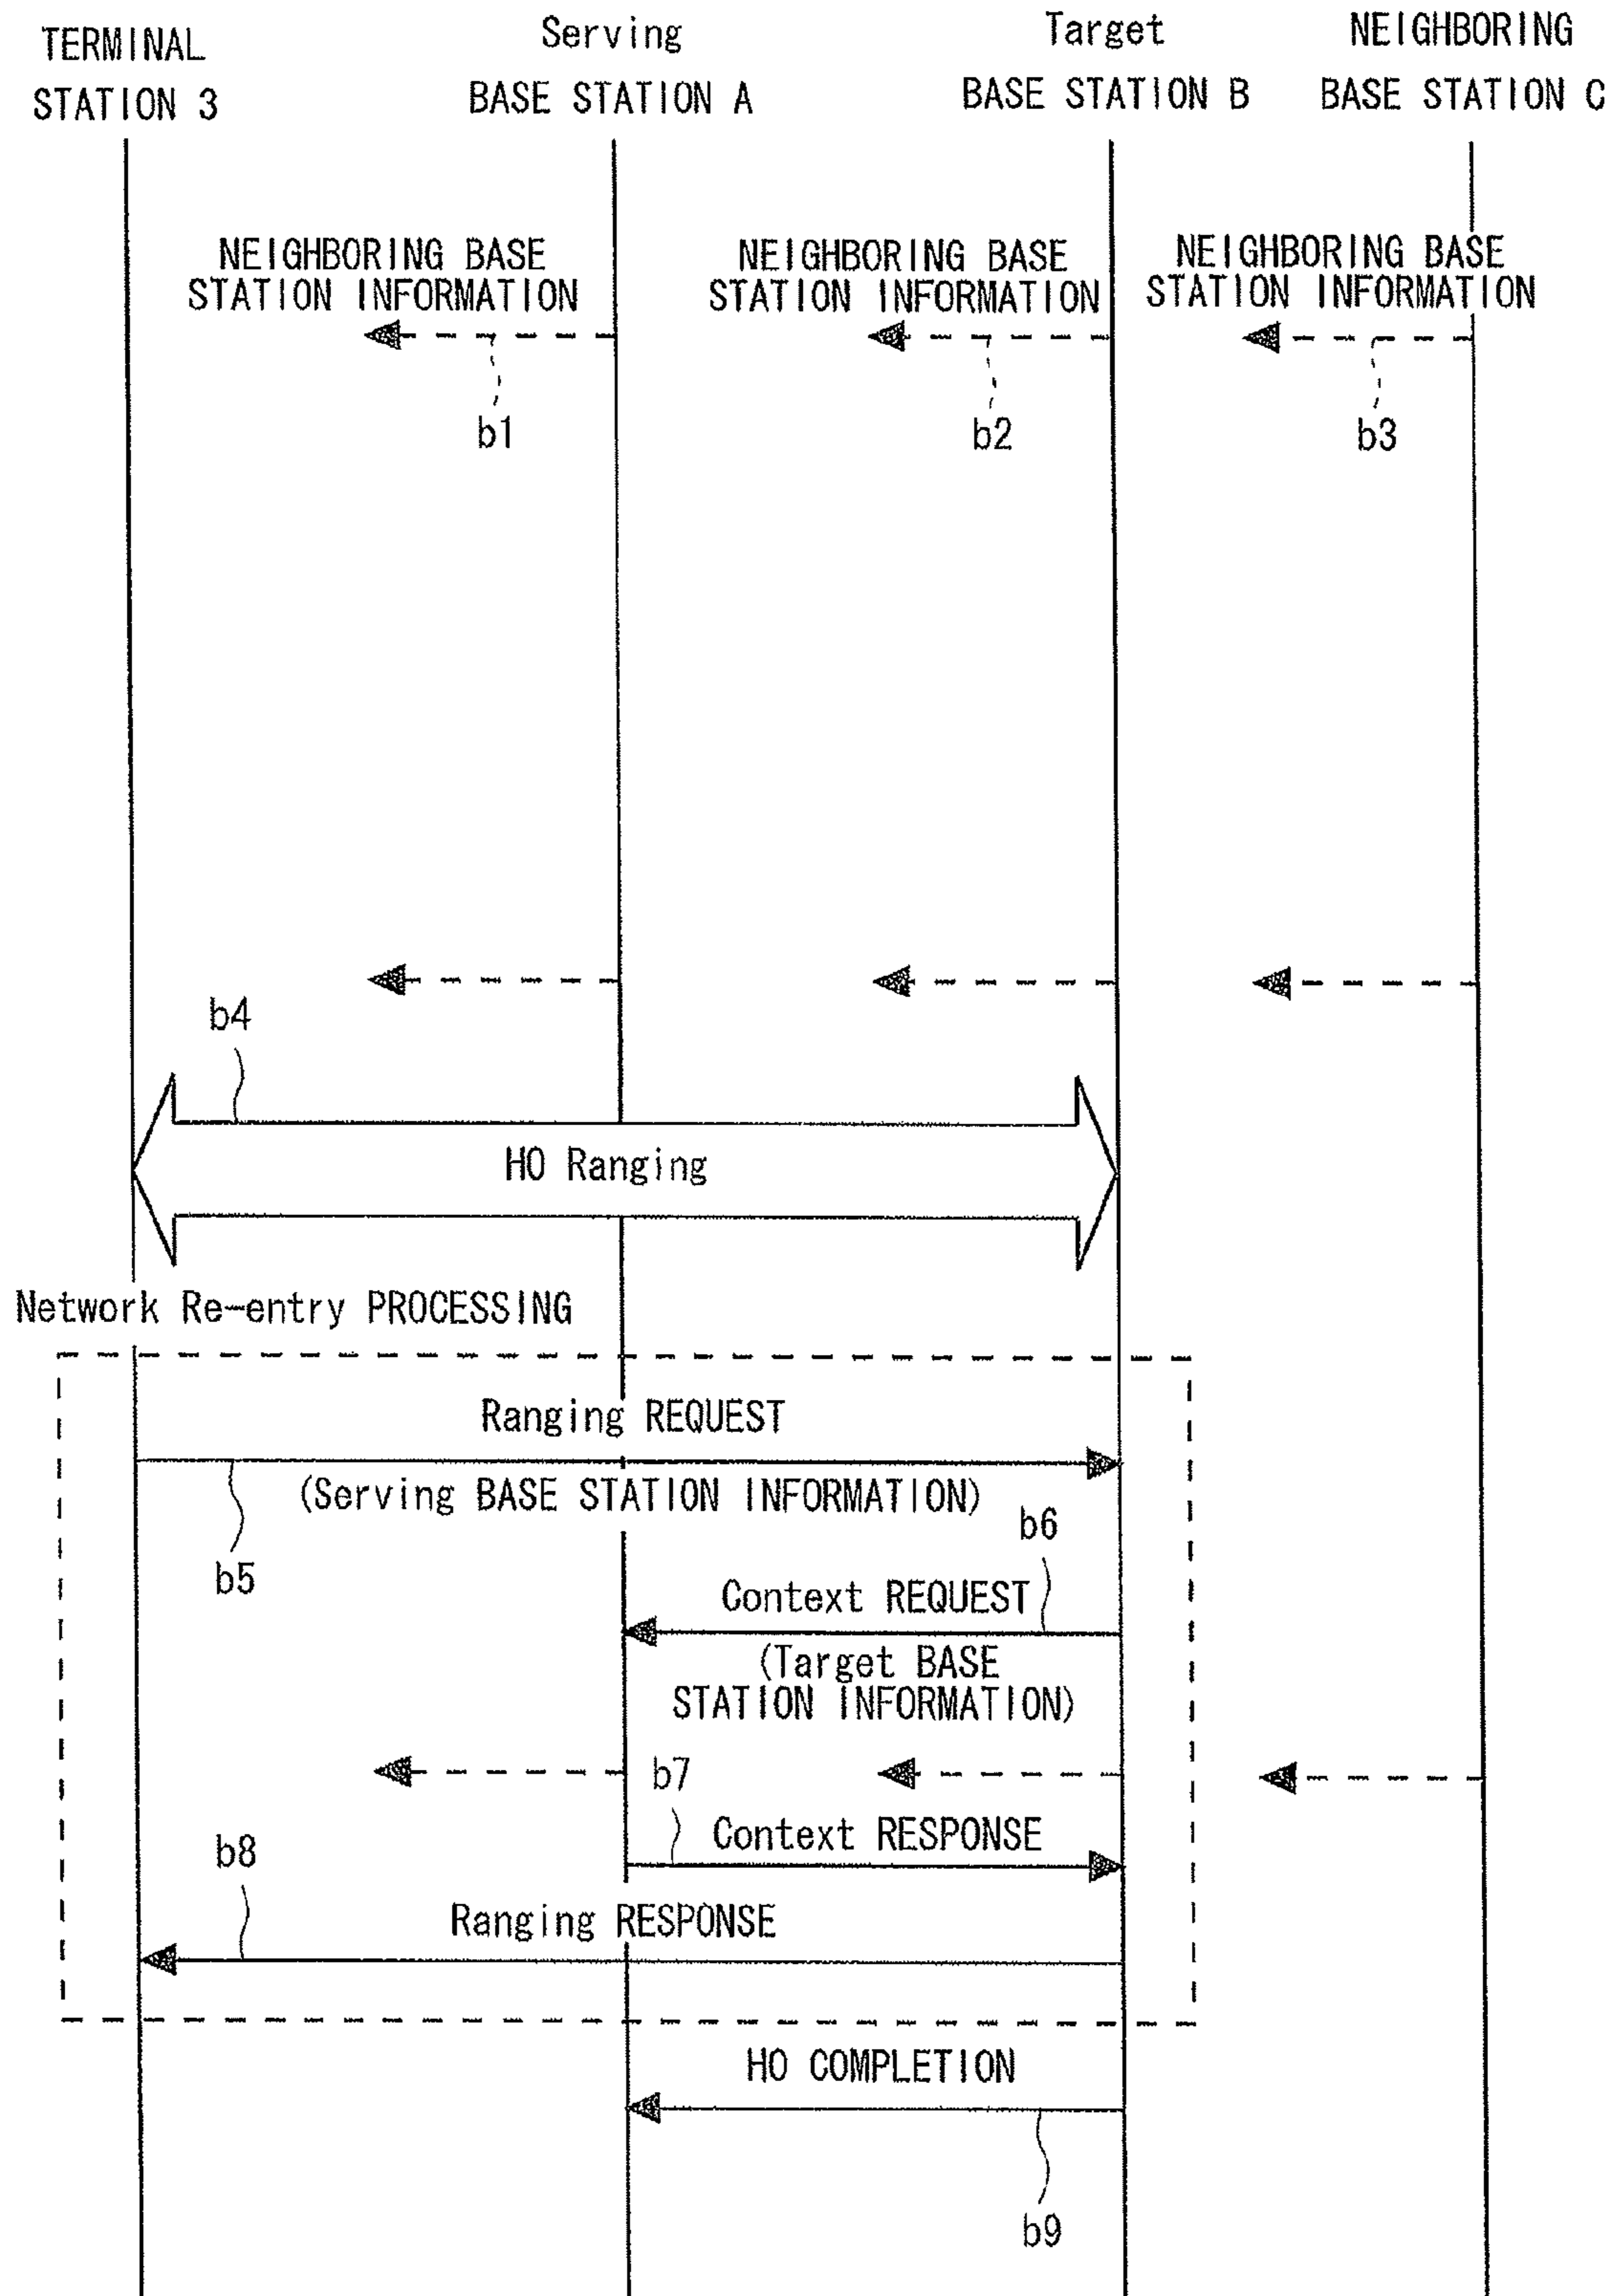 TERMINAL
STATION 3
Serving
BASE STATION A
Target
BASE STATION B
NEIGHBORING
BASE STATION C
NEIGHBORING BASE
STATION INFORMATION
NEIGHBORING BASE
STATION INFORMATION
NEIGHBORING BASE
STATION INFORMATION
b1
b2
b3
b4
HO Ranging
Network Re-entry PROCESSING
Ranging REQUEST
(Serving BASE STATION INFORMATION)
b5
b6
Context REQUEST
(Target BASE
STATION INFORMATION)
b7
Context RESPONSE
b8
Ranging RESPONSE
HO COMPLETION
b9